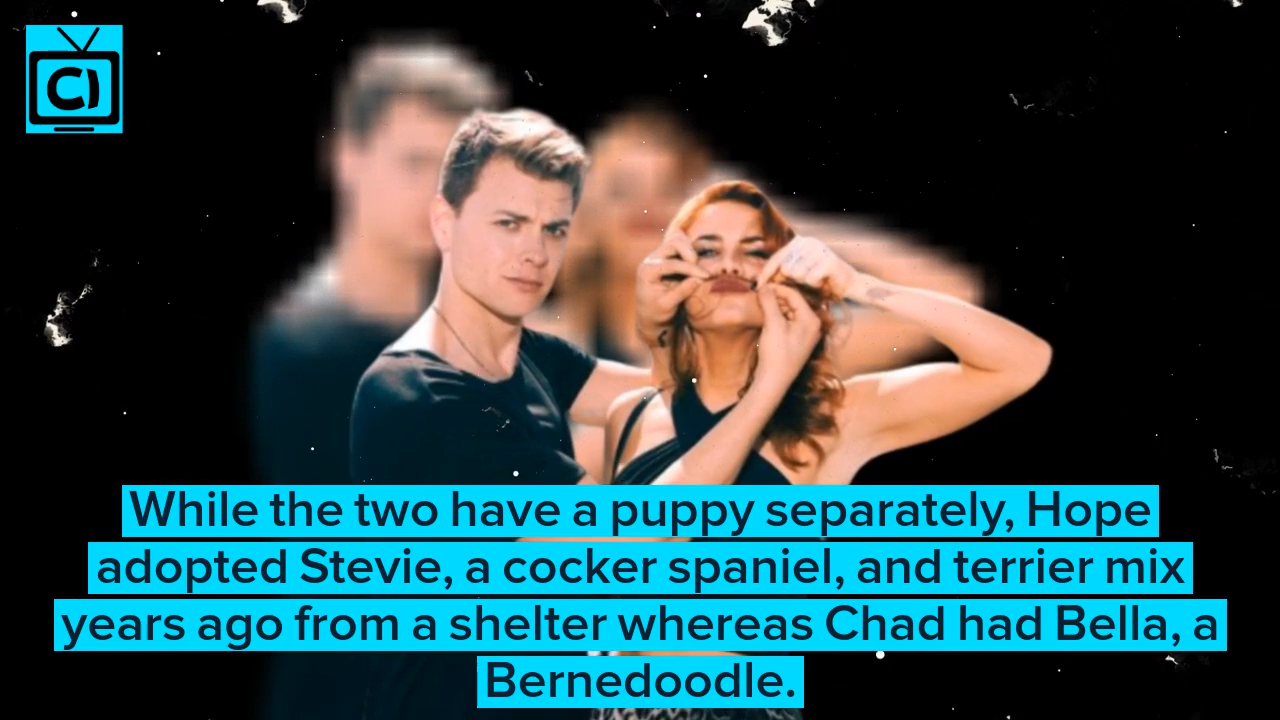 CI
While the two have a puppy separately, Hope
adopted Stevie, a cocker spaniel, and terrier mix
years ago from a shelter whereas Chad had Bella, a
Bernedoodle.